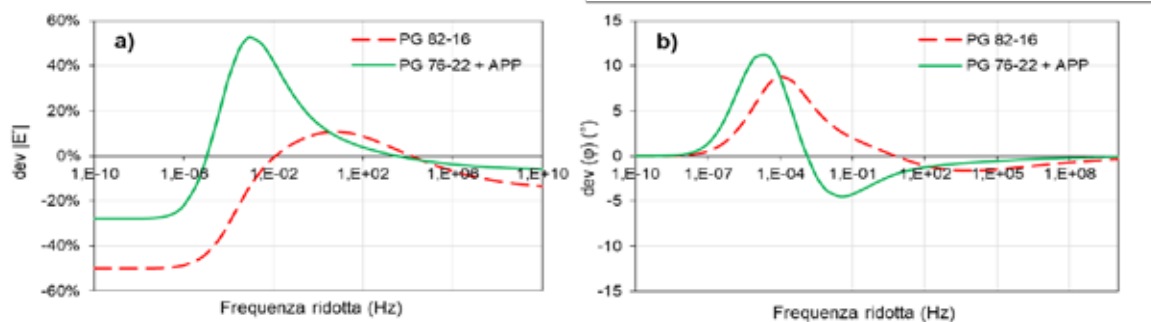 60%
40%
20%
0%
-20%
-40%
-60%
dev |E*|
a)
PG 82-16
PG 76-22 + APP
1,E-10
1,E-06
1,E-02
1,E+02
1,E+06
1,E+10
Frequenza ridotta (Hz)
15
10
5
0
-5
-10
-15
dev (φ) (°)
b)
PG 82-16
PG 76-22 + APP
1,E-10
1,E-07
1,E-04
1,E-01
1,E+02
1,E+05
1,E+08
Frequenza ridotta (Hz)